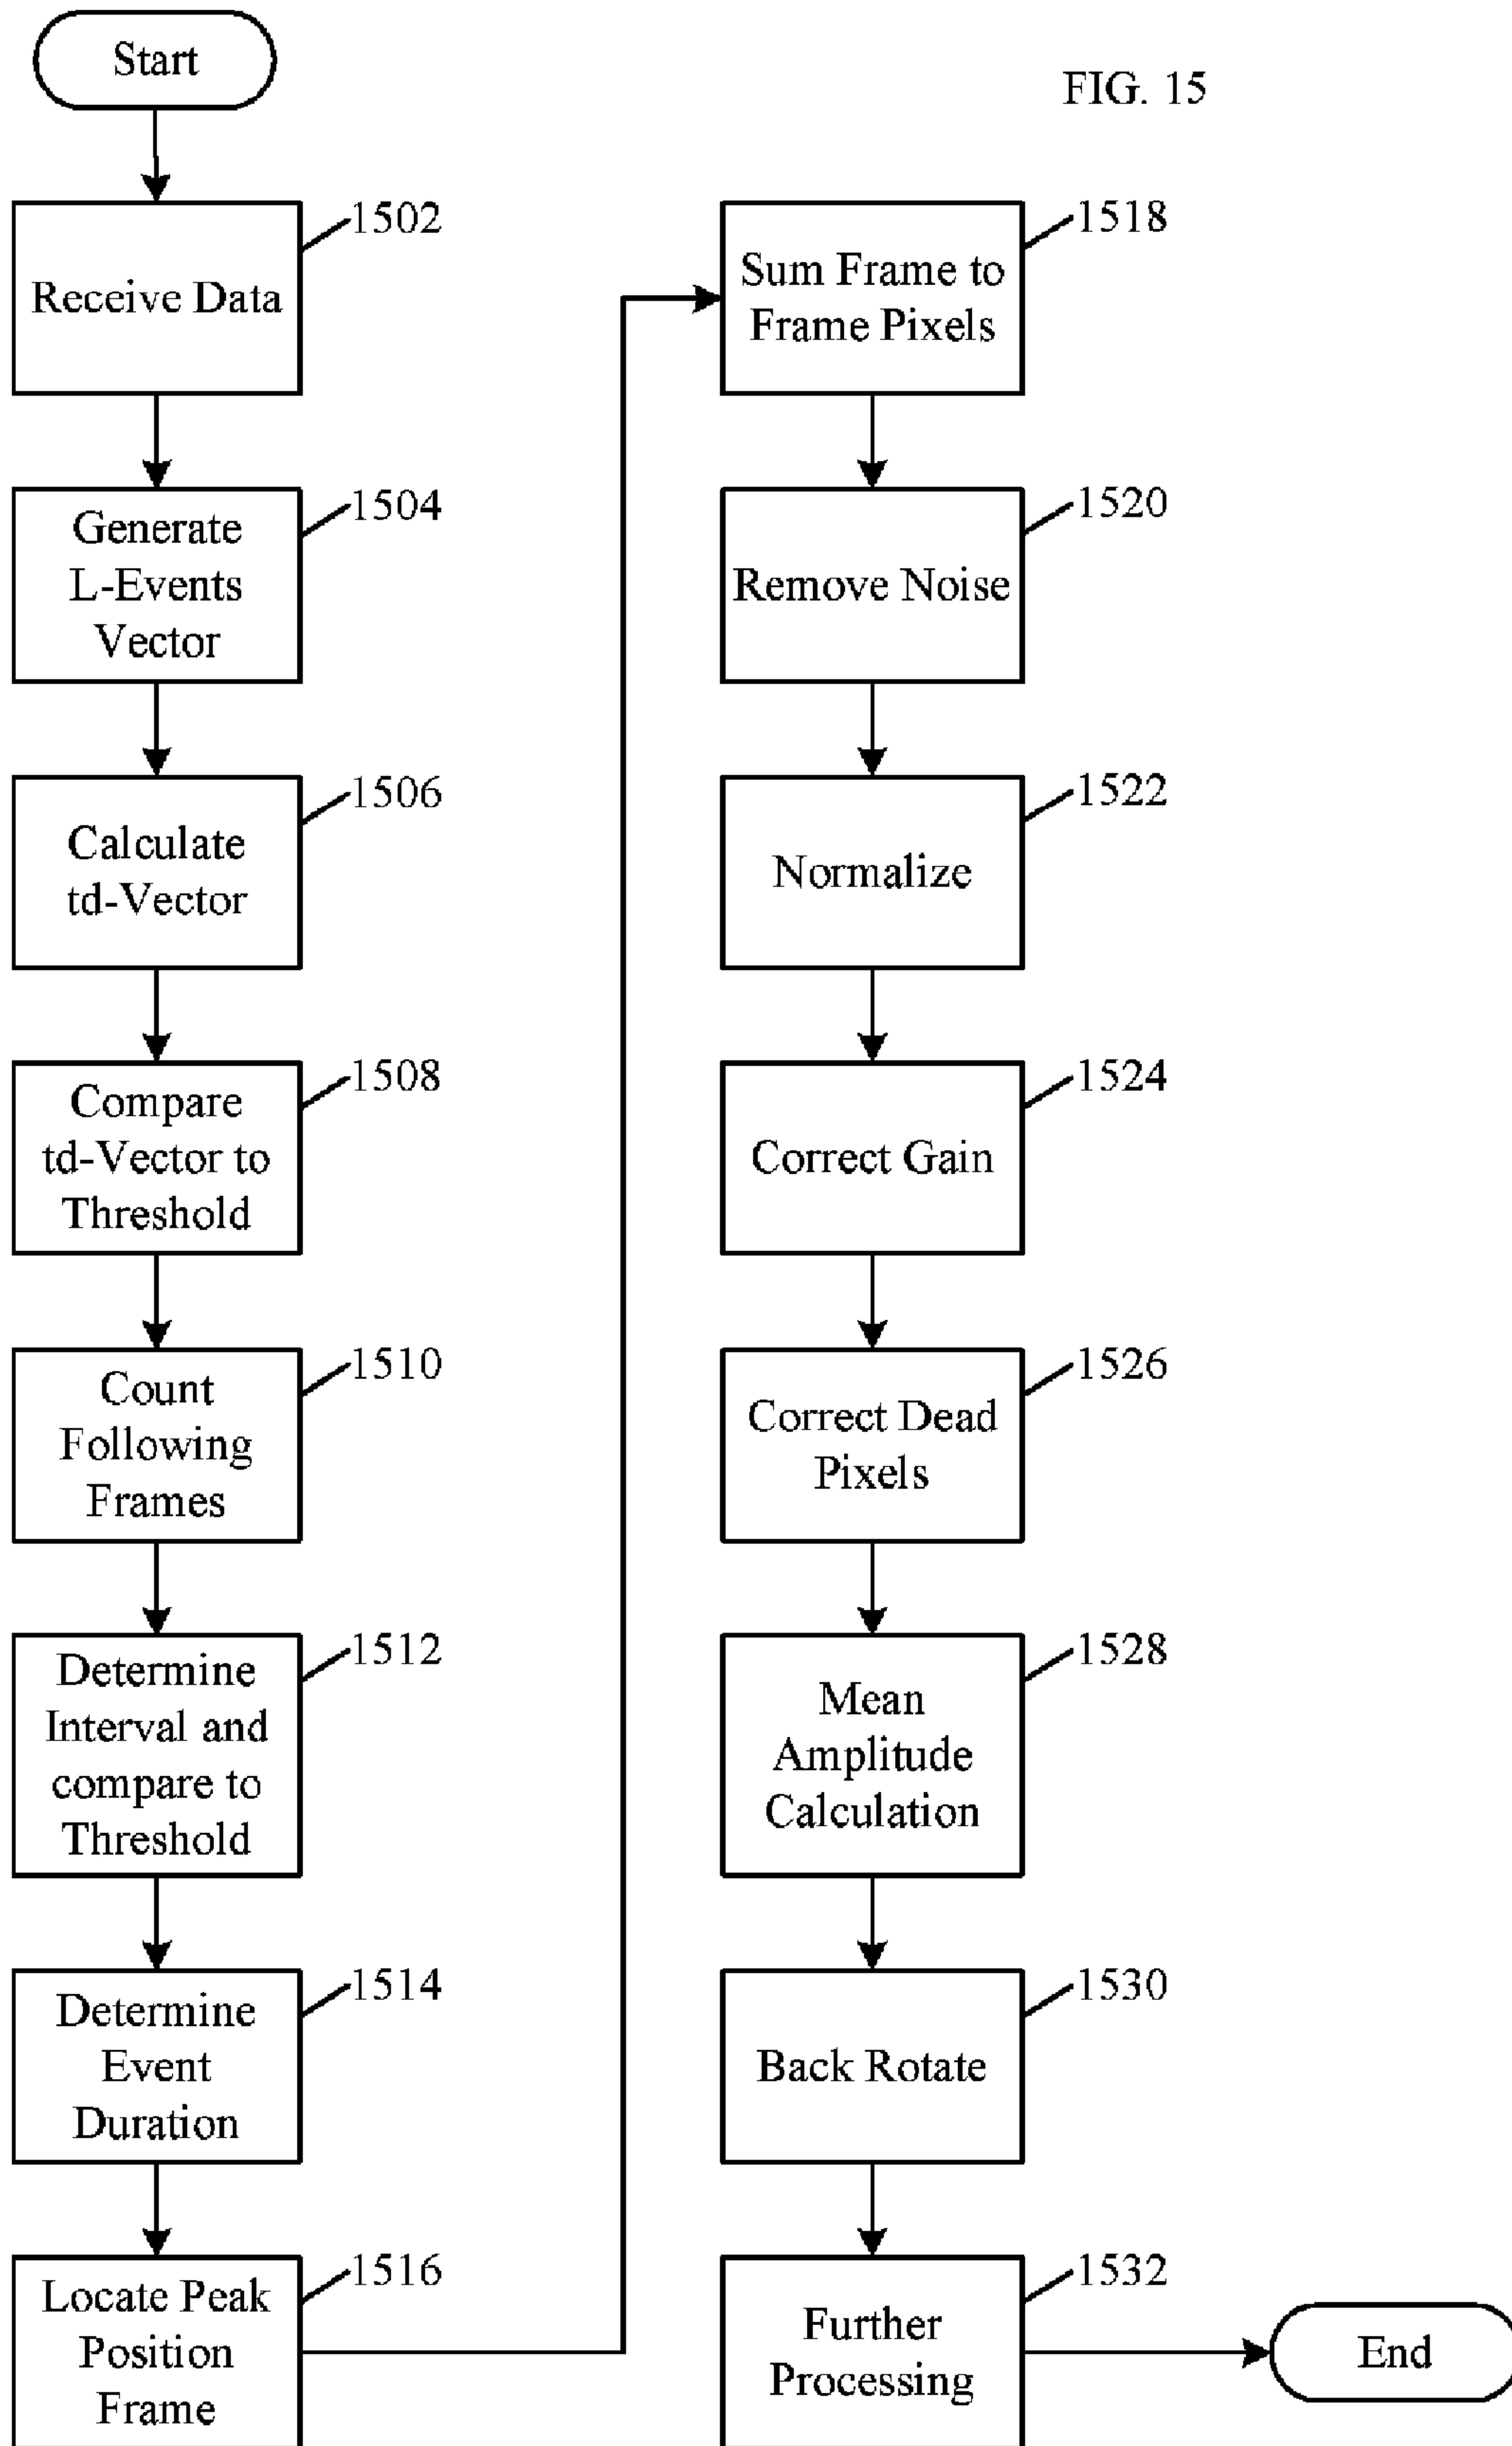 Start
FIG. 15
1502
Receive Data
1504
Generate
L-Events
Vector
1506
Calculate
td-Vector
1508
Compare
td-Vector to
Threshold
1510
Count
Following
Frames
1512
Determine
Interval and
compare to
Threshold
1514
Determine
Event
Duration
1516
Locate Peak
Position
Frame
1518
Sum Frame to
Frame Pixels
1520
Remove Noise
1522
Normalize
1524
Correct Gain
1526
Correct Dead
Pixels
1528
Mean
Amplitude
Calculation
1530
Back Rotate
1532
Further
Processing
End